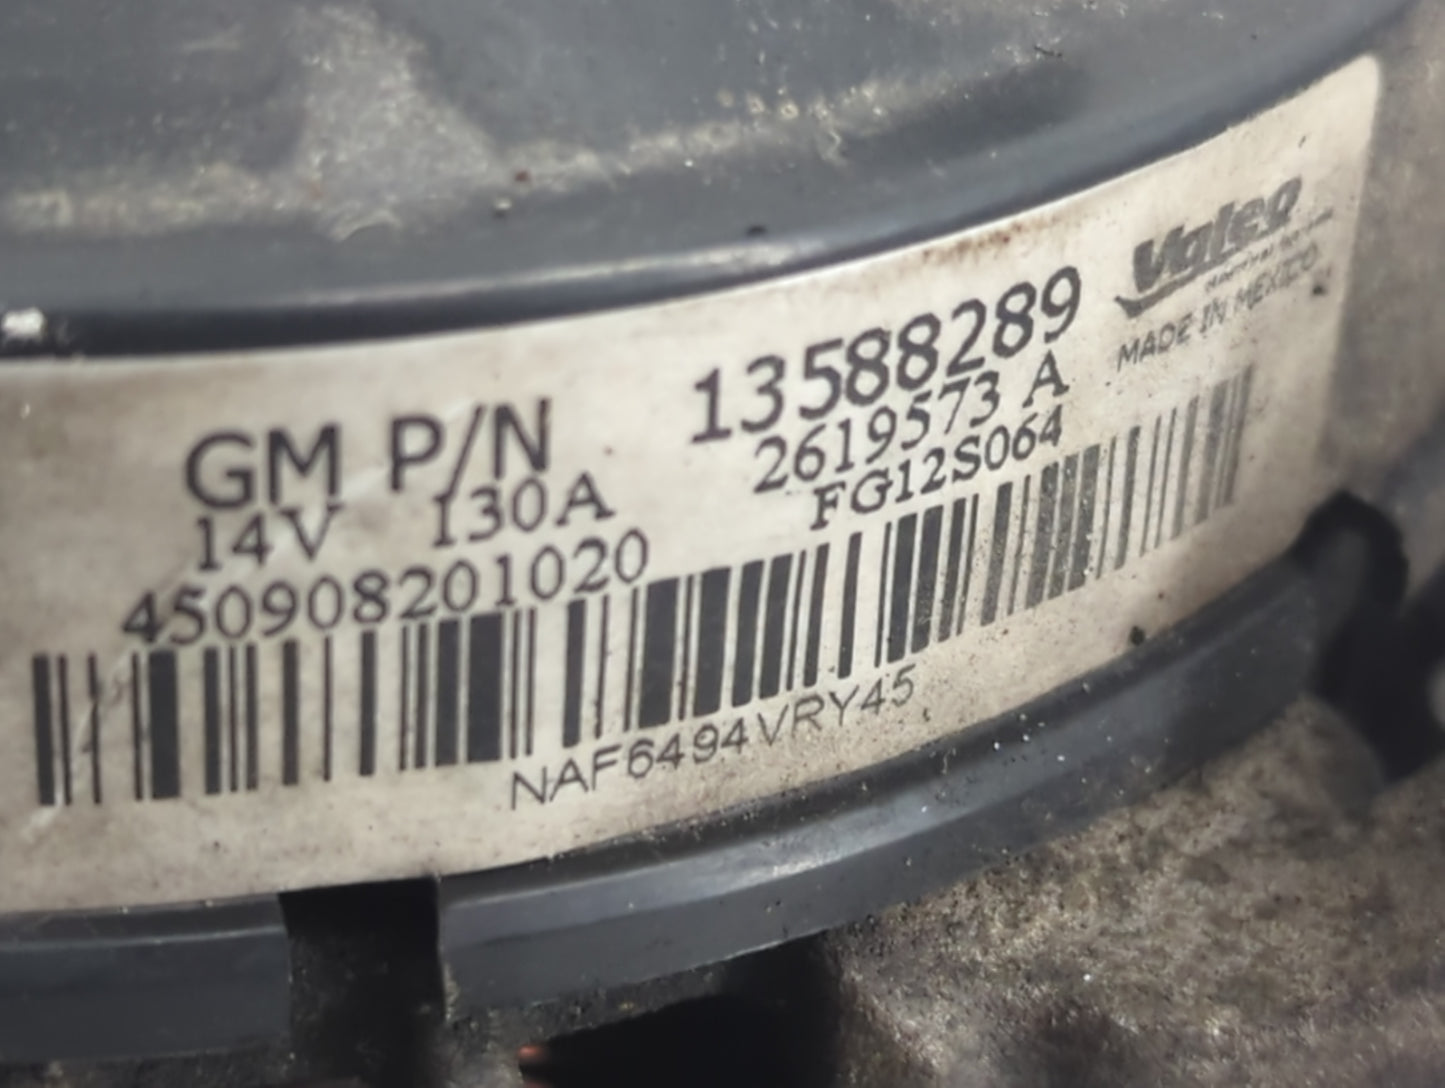 GM P/N 13588289
Valeo
MADE IN MEXICO
14V 130A 2619573 A
450908201020 FG12S064
NAF6494VRY45